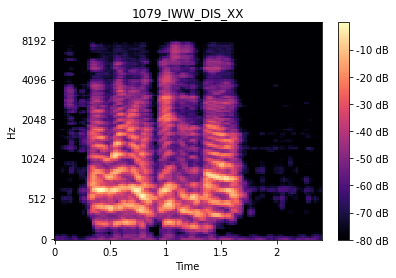 1079_IWW_DIS_XX
8192
4096
2048
1024
512
0
Hz
0
0.5
1
1.5
2
Time
-10 dB
-20 dB
-30 dB
-40 dB
-50 dB
-60 dB
-70 dB
-80 dB